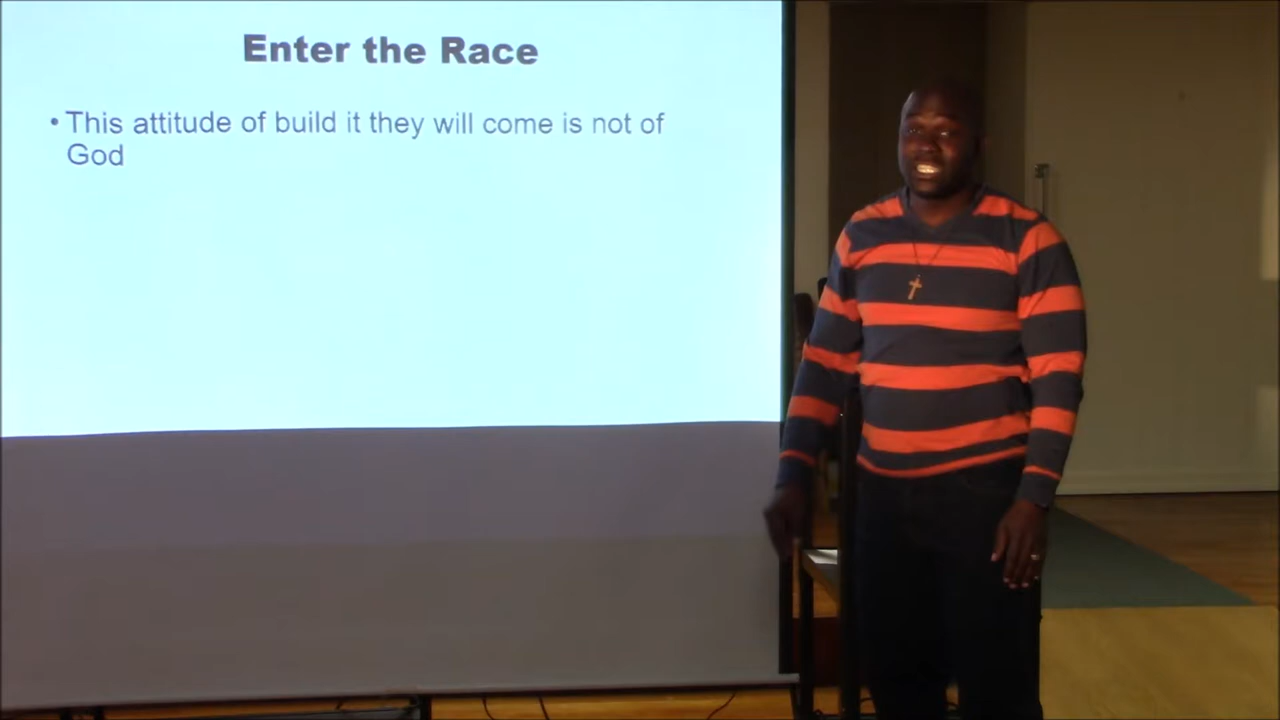 Enter the Race
• This attitude of build it they will come is not of
God